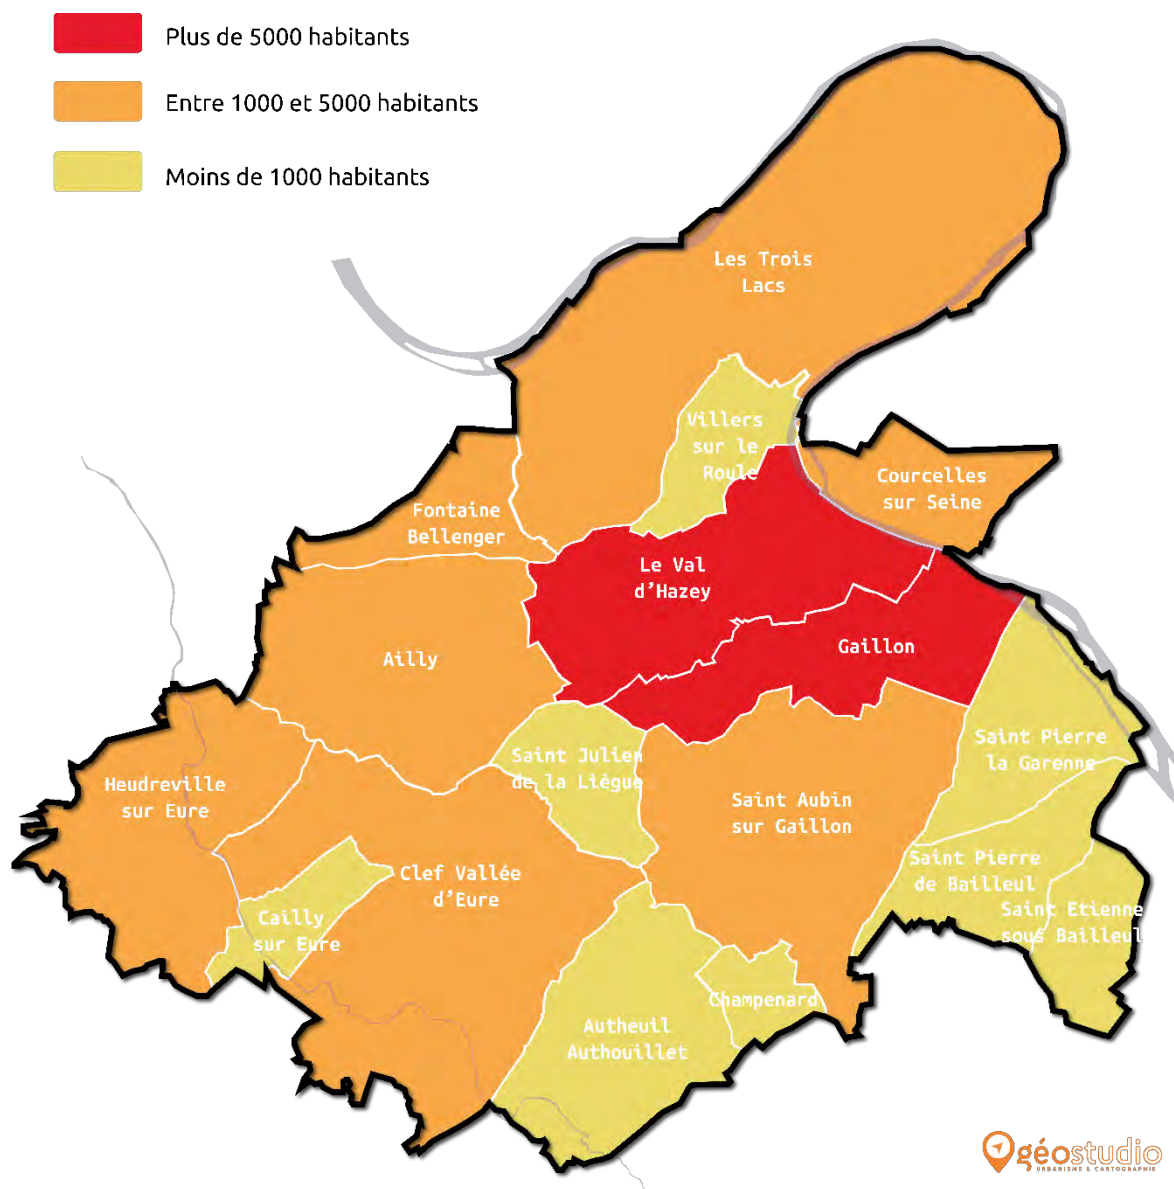 Plus de 5000 habitants
Entre 1000 et 5000 habitants
Moins de 1000 habitants
Les Trois
Lacs
Villers
sur le
Roule
Courcelles
sur Seine
Fontaine
Bellenger
Le Val
d’Hazey
Gaillon
Ailly
Saint Pierre
la Garenne
Saint Julien
de la Liègue
Heudreville
sur Eure
Saint Aubin
sur Gaillon
Saint Pierre
de Bailleul
Clef Vallée
d’Eure
Saint Etienne
sous Bailleul
Cailly
sur Eure
Champenard
Autheuil
Authouillet
géostudio
URBANISME & CARTOGRAPHIE